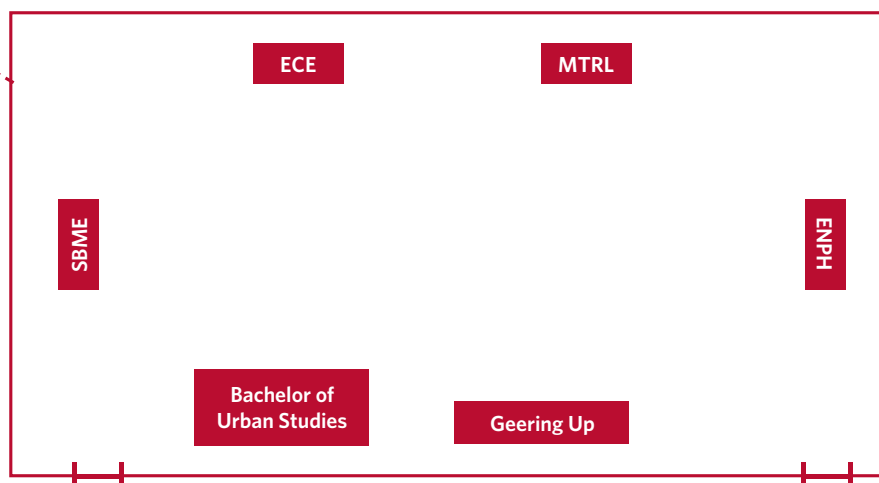 ECE
MTRL
SBME
ENPH
Bachelor of
Urban Studies
Geering Up